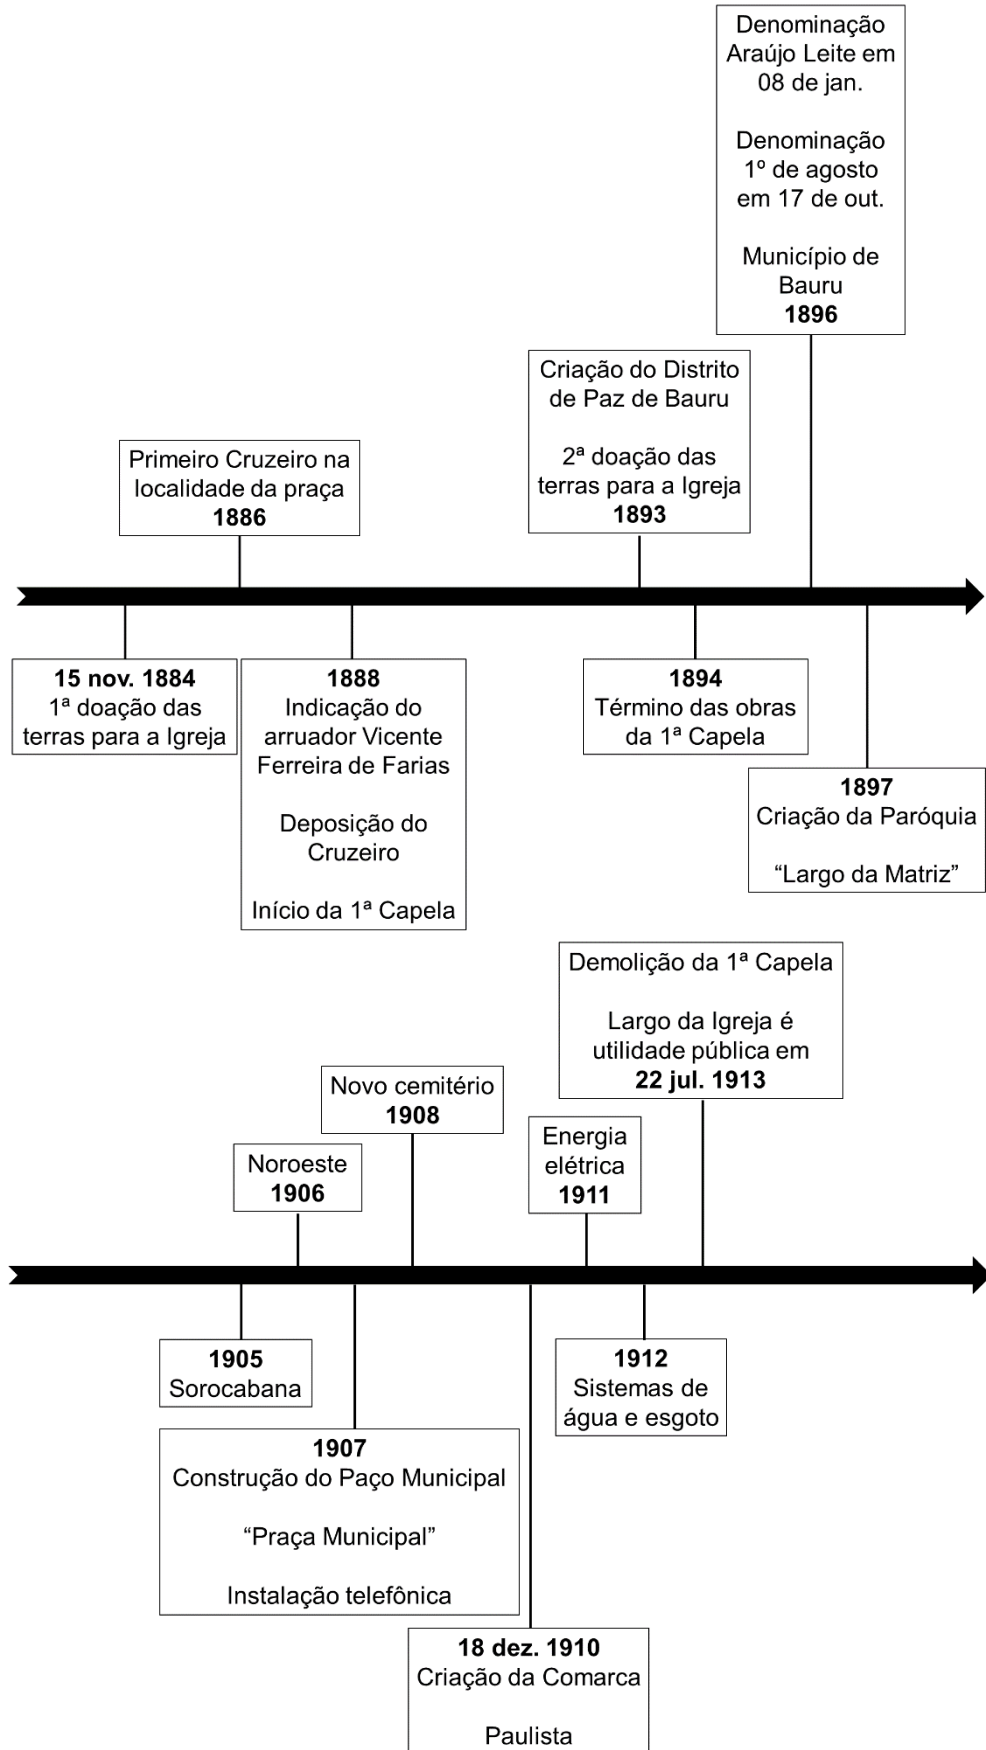 Denominação
Araújo Leite em
08 de jan.
Denominação
1º de agosto
em 17 de out.
Município de
Bauru
1896
Criação do Distrito
de Paz de Bauru
2ª doação das
terras para a Igreja
1893
Primeiro Cruzeiro na
localidade da praça
1886
15 nov. 1884
1ª doação das
terras para a Igreja
1888
Indicação do
arruador Vicente
Ferreira de Farias
Deposição do
Cruzeiro
Início da 1ª Capela
1894
Término das obras
da 1ª Capela
1897
Criação da Paróquia
“Largo da Matriz”
Demolição da 1ª Capela
Largo da Igreja é
utilidade pública em
22 jul. 1913
Novo cemitério
1908
Energia
elétrica
1911
Noroeste
1906
1905
Sorocabana
1912
Sistemas de
água e esgoto
1907
Construção do Paço Municipal
“Praça Municipal”
Instalação telefônica
18 dez. 1910
Criação da Comarca
Paulista